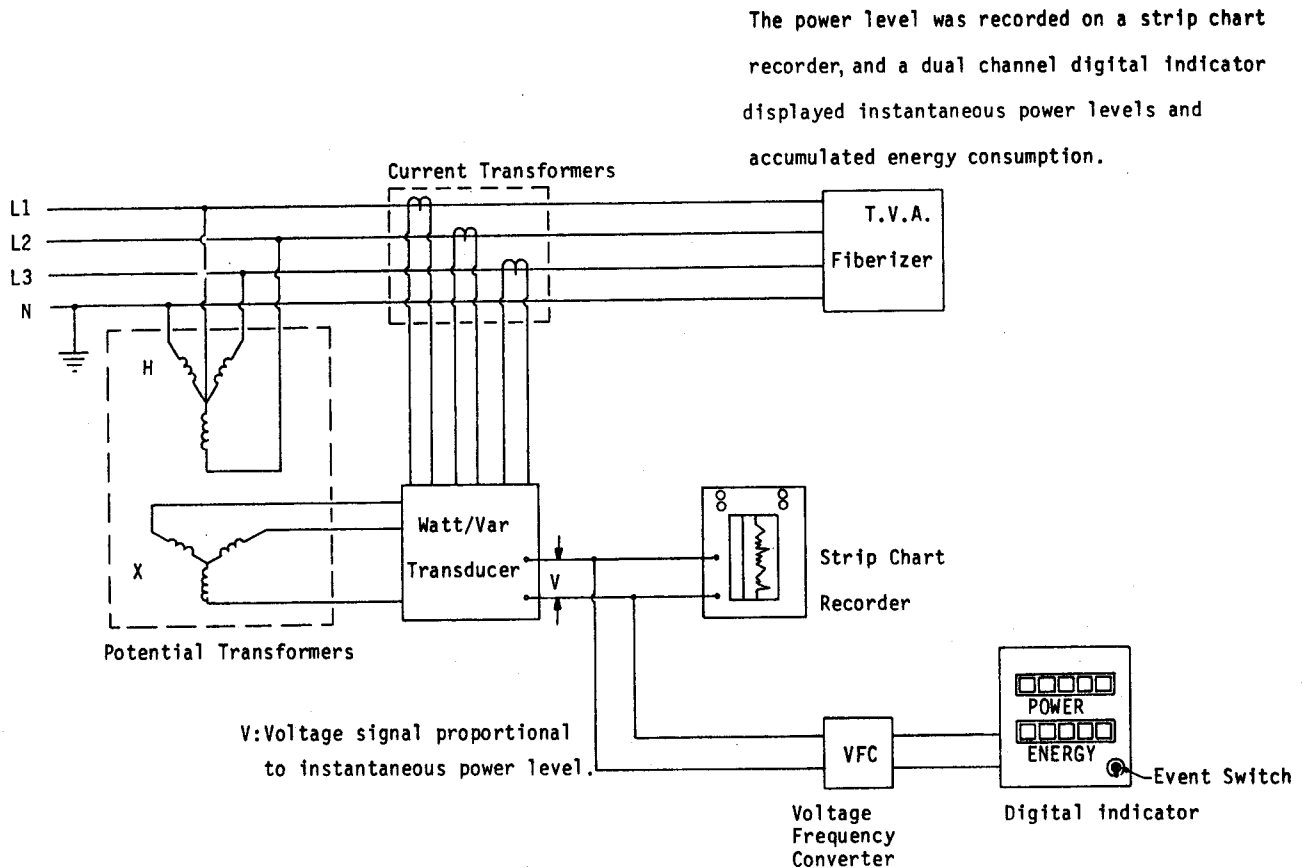 The power level was recorded on a strip chart
recorder, and a dual channel digital indicator
displayed instantaneous power levels and
accumulated energy consumption.
Current Transformers
L1
L2
L3
N
T.V.A.
Fiberizer
H
X
Potential Transformers
Watt/Var
Transducer
V
Strip Chart
Recorder
V:Voltage signal proportional
to instantaneous power level.
VFC
Voltage
Frequency
Converter
POWER
ENERGY
Event Switch
Digital indicator